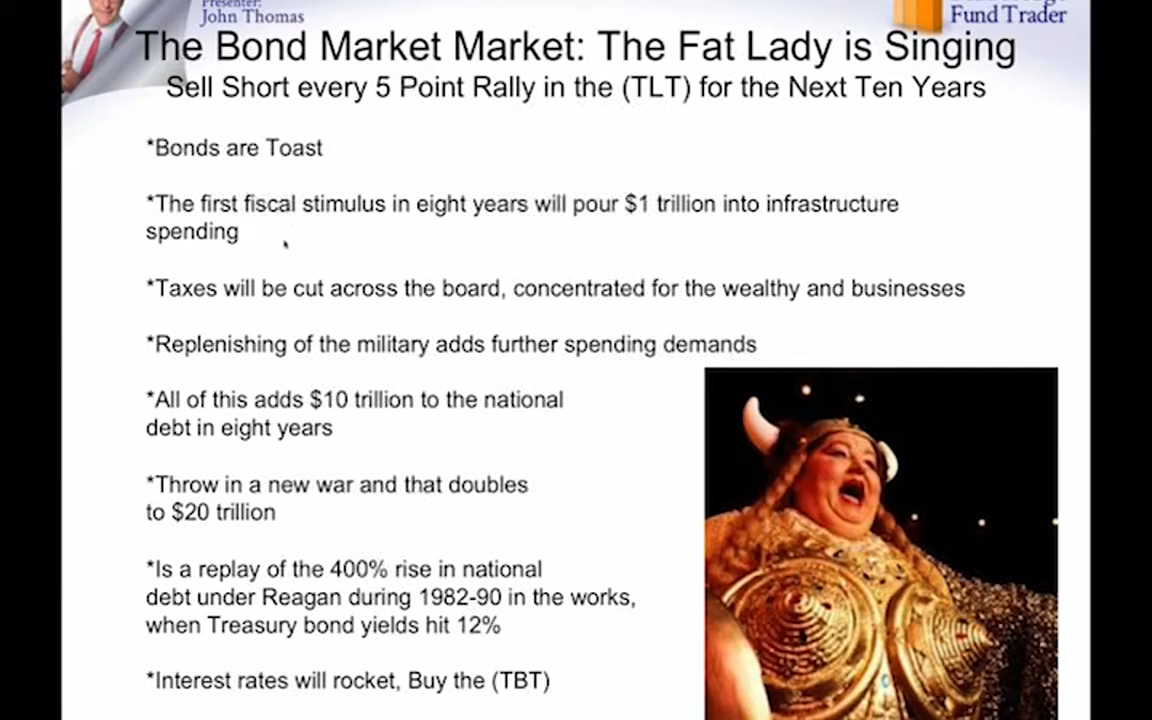 Presenter:
John Thomas
Fund Trader
The Bond Market Market: The Fat Lady is Singing
Sell Short every 5 Point Rally in the (TLT) for the Next Ten Years
*Bonds are Toast
*The first fiscal stimulus in eight years will pour $1 trillion into infrastructure
spending
*Taxes will be cut across the board, concentrated for the wealthy and businesses
*Replenishing of the military adds further spending demands
*All of this adds $10 trillion to the national
debt in eight years
*Throw in a new war and that doubles
to $20 trillion
*Is a replay of the 400% rise in national
debt under Reagan during 1982-90 in the works,
when Treasury bond yields hit 12%
*Interest rates will rocket, Buy the (TBT)